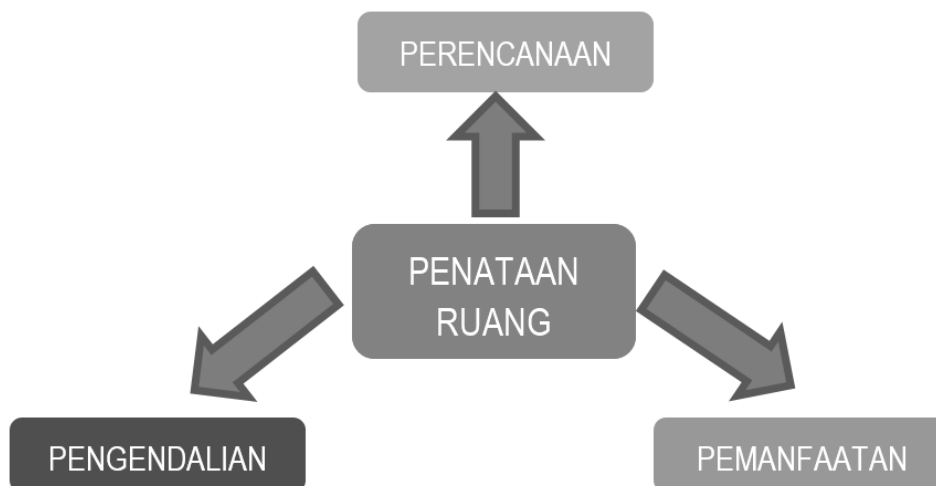 PERENCANAAN
PENATAAN
RUANG
PENGENDALIAN
PEMANFAATAN